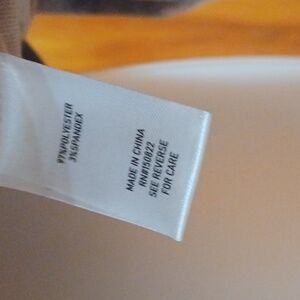 97%POLYESTER
3%SPANDEX
MADE IN CHINA
RN#150822
SEE REVERSE
FOR CARE